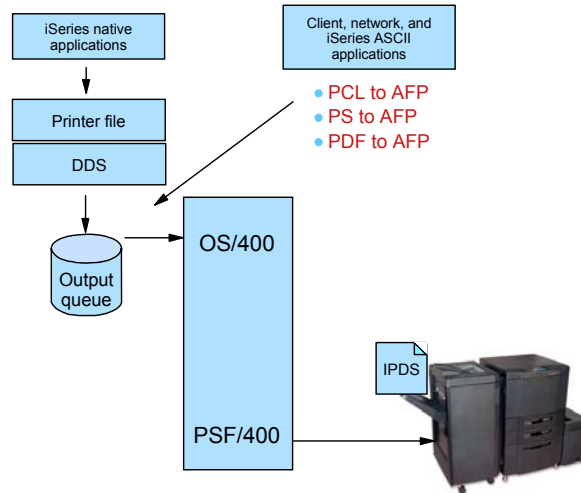 iSeries native
applications
Client, network, and
iSeries ASCII
applications
PCL to AFP
PS to AFP
PDF to AFP
Printer file
DDS
Output
queue
OS/400
IPDS
PSF/400